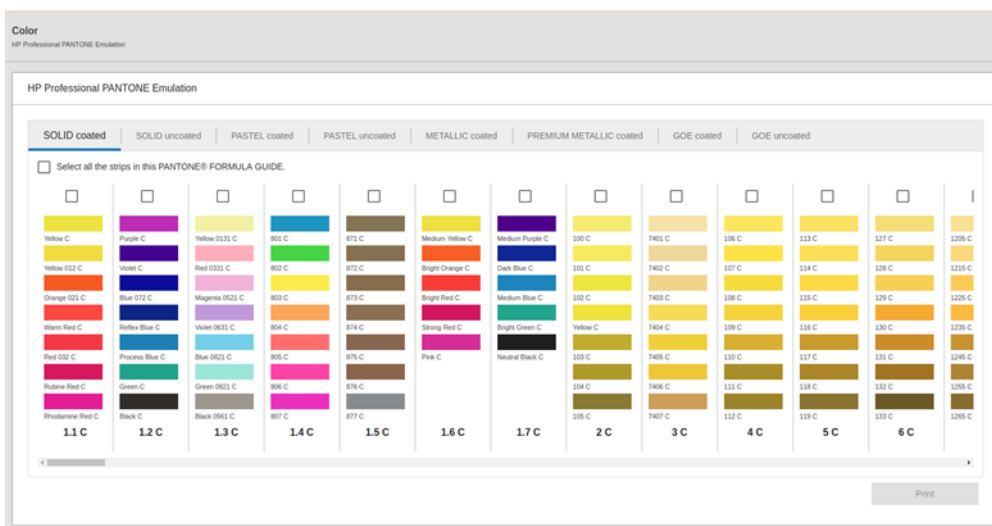 Color
HP Professional PANTONE Emulation
HP Professional PANTONE Emulation
SOLID coated SOLID uncoated PASTEL coated PASTEL uncoated METALLIC coated PREMIUM METALLIC coated GOE coated GOE uncoated
Select all the strips in this PANTONE® FORMULA GUIDE.
Yellow C Purple C Yellow 0131 C 801 C 871 C Medium Yellow C Medium Purple C 100 C 7401 C 106 C 113 C 127 C 1205 C
Yellow 012 C Violet C Red 0331 C 802 C 872 C Bright Orange C Dark Blue C 101 C 7402 C 107 C 114 C 128 C 1215 C
Orange 021 C Blue 072 C Magenta 0521 C 803 C 873 C Bright Red C Medium Blue C 102 C 7403 C 108 C 115 C 129 C 1225 C
Warm Red C Reflex Blue C Violet 0631 C 804 C 874 C Strong Red C Bright Green C Yellow C 7404 C 109 C 116 C 130 C 1235 C
Red 032 C Process Blue C Blue 0821 C 805 C 875 C Pink C Neutral Black C 103 C 7405 C 110 C 117 C 131 C 1245 C
Rubine Red C Green C Green 0921 C 806 C 876 C 104 C 7406 C 111 C 118 C 132 C 1255 C
Rhodamine Red C Black C Black 0961 C 807 C 877 C 105 C 7407 C 112 C 119 C 133 C 1265 C
1.1 C 1.2 C 1.3 C 1.4 C 1.5 C 1.6 C 1.7 C 2 C 3 C 4 C 5 C 6 C
Print